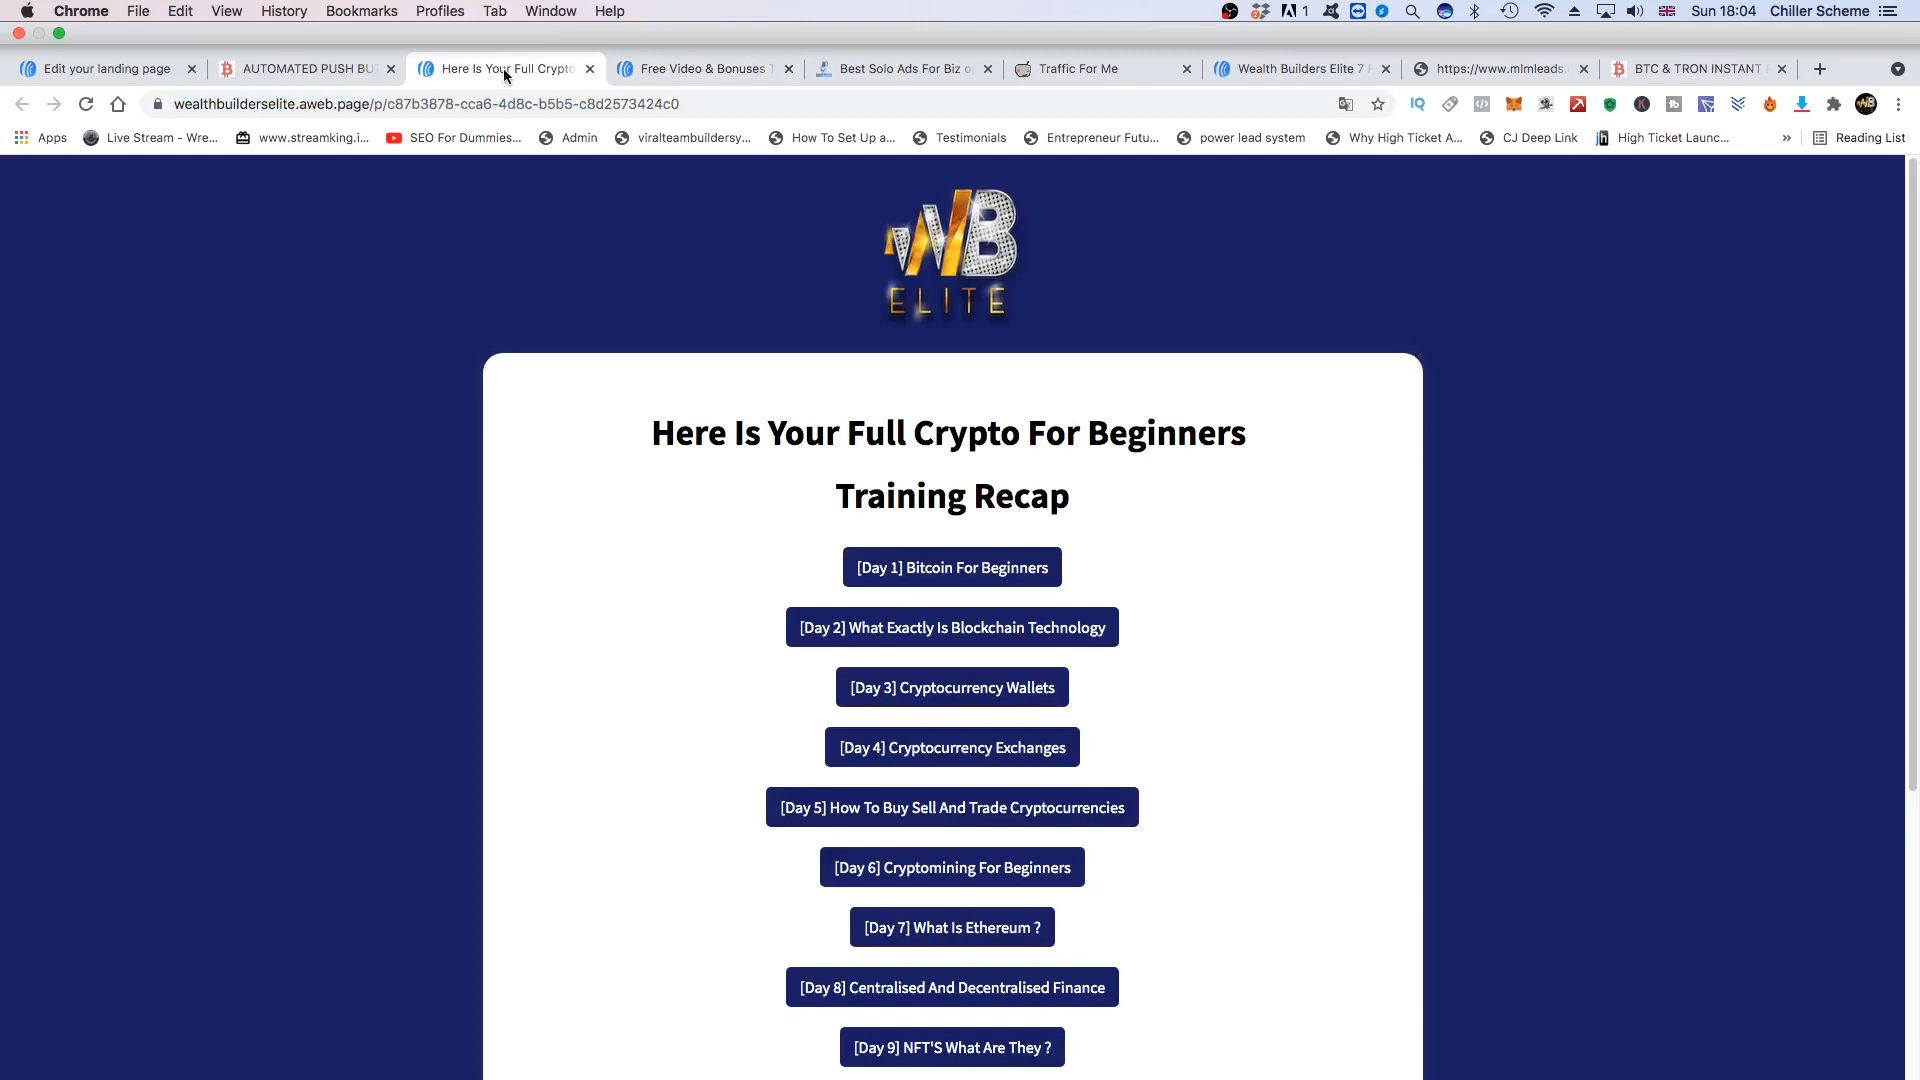 Chrome File Edit View History Bookmarks Profiles Tab Window Help 1 Sun 18:04 Chiller Scheme
Edit your landing page AUTOMATED PUSH BU Here Is Your Full Crypto Free Video & Bonuses Best Solo Ads For Biz o Traffic For Me Wealth Builders Elite 7 F https://www.mlmleads. BTC & TRON INSTANT
wealthbuilderselite.aweb.page/p/c87b3878-cca6-4d8c-b5b5-c8d2573424c0
Apps Live Stream - Wre... www.streamking.i... SEO For Dummies... Admin viralteambuildersy... How To Set Up a... Testimonials Entrepreneur Futu... power lead system Why High Ticket A... CJ Deep Link High Ticket Launc... » Reading List
WB
ELITE
Here Is Your Full Crypto For Beginners
Training Recap
[Day 1] Bitcoin For Beginners
[Day 2] What Exactly Is Blockchain Technology
[Day 3] Cryptocurrency Wallets
[Day 4] Cryptocurrency Exchanges
[Day 5] How To Buy Sell And Trade Cryptocurrencies
[Day 6] Cryptomining For Beginners
[Day 7] What Is Ethereum ?
[Day 8] Centralised And Decentralised Finance
[Day 9] NFT'S What Are They ?